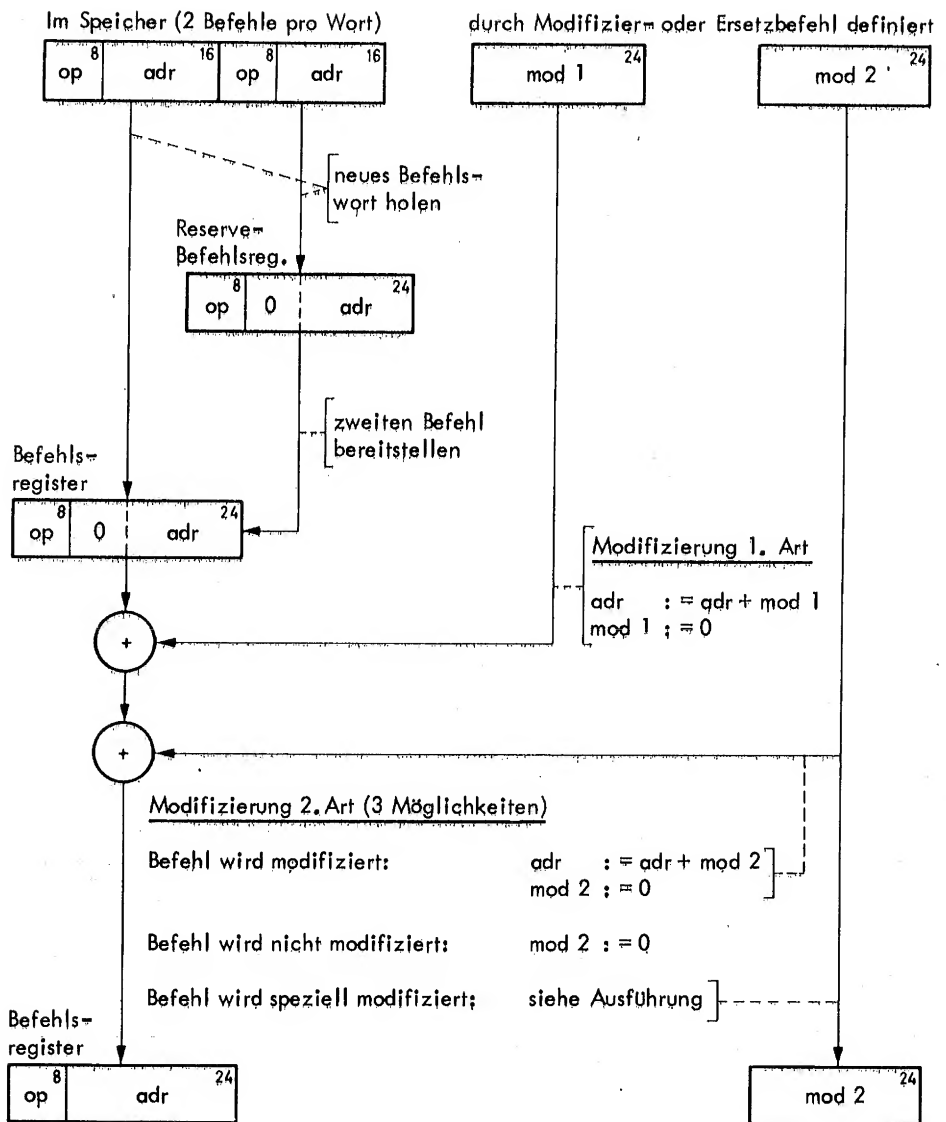 Im Speicher (2 Befehle pro Wort)
durch Modifizier- oder Ersetzbefehl definiert
op 8 adr 16 op 8 adr 16
mod 1 24
mod 2 24
neues Befehls-
wort holen
Reserve-
Befehlsreg.
op 8 0 adr 24
zweiten Befehl
bereitstellen
Befehls-
register
op 8 0 adr 24
Modifizierung 1. Art
adr := adr + mod 1
mod 1 := 0
+
+
Modifizierung 2. Art (3 Möglichkeiten)
Befehl wird modifiziert: adr := adr + mod 2
mod 2 := 0
Befehl wird nicht modifiziert: mod 2 := 0
Befehl wird speziell modifiziert: siehe Ausführung
Befehls-
register
op 8 adr 24
mod 2 24